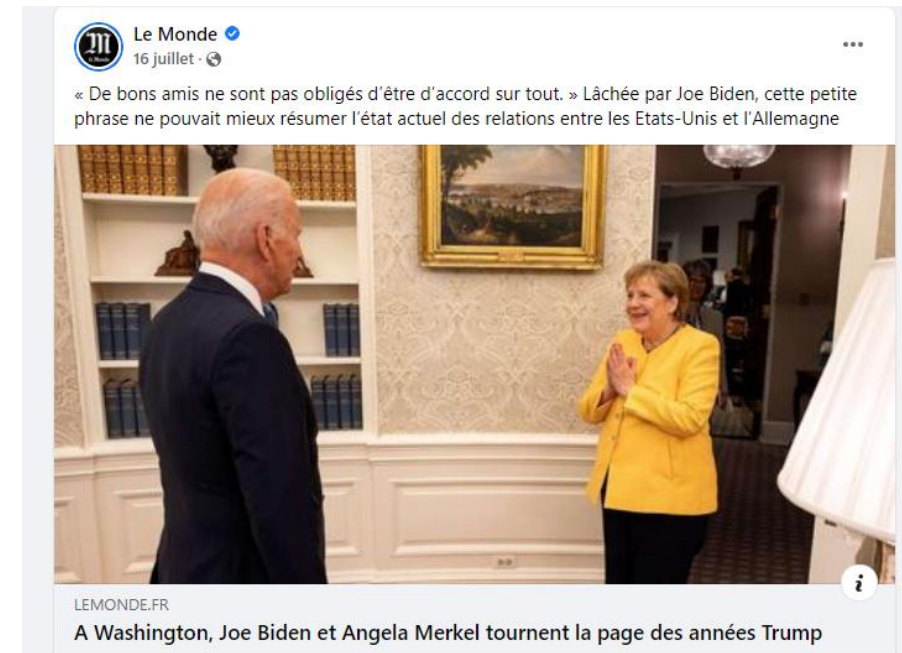 Le Monde
16 juillet ·
« De bons amis ne sont pas obligés d'être d'accord sur tout. » Lâchée par Joe Biden, cette petite
phrase ne pouvait mieux résumer l'état actuel des relations entre les Etats-Unis et l'Allemagne
LEMONDE.FR
A Washington, Joe Biden et Angela Merkel tournent la page des années Trump